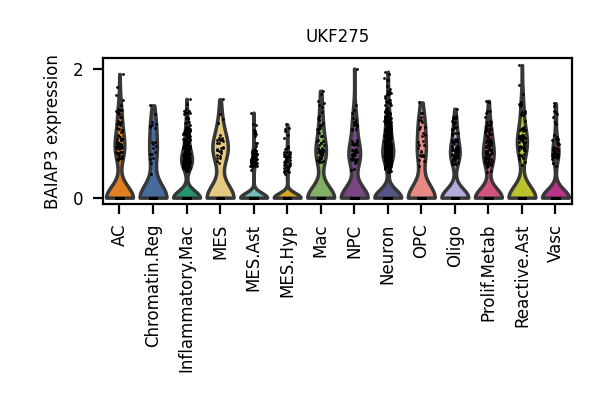 UKF275
BAIAP3 expression
2
0
AC
Chromatin.Reg
Inflammatory.Mac
MES
MES.Ast
MES.Hyp
Mac
NPC
Neuron
OPC
Oligo
Prolif.Metab
Reactive.Ast
Vasc